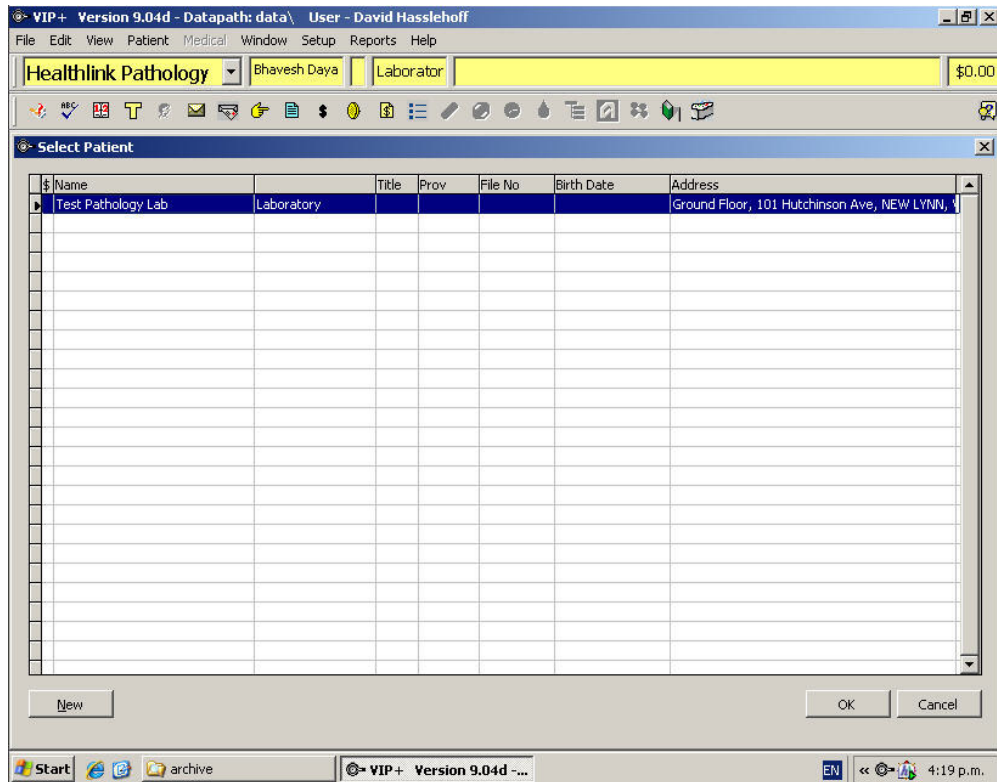 VIP+ Version 9.04d - Datapath: data\ User - David Hasslehoff
File Edit View Patient Medical Window Setup Reports Help
Healthlink Pathology Bhavesh Daya Laborator $0.00
Select Patient
$ Name Title Prov File No Birth Date Address
Test Pathology Lab Laboratory Ground Floor, 101 Hutchinson Ave, NEW LYNN,
New OK Cancel
Start archive VIP+ Version 9.04d -... EN « 4:19 p.m.